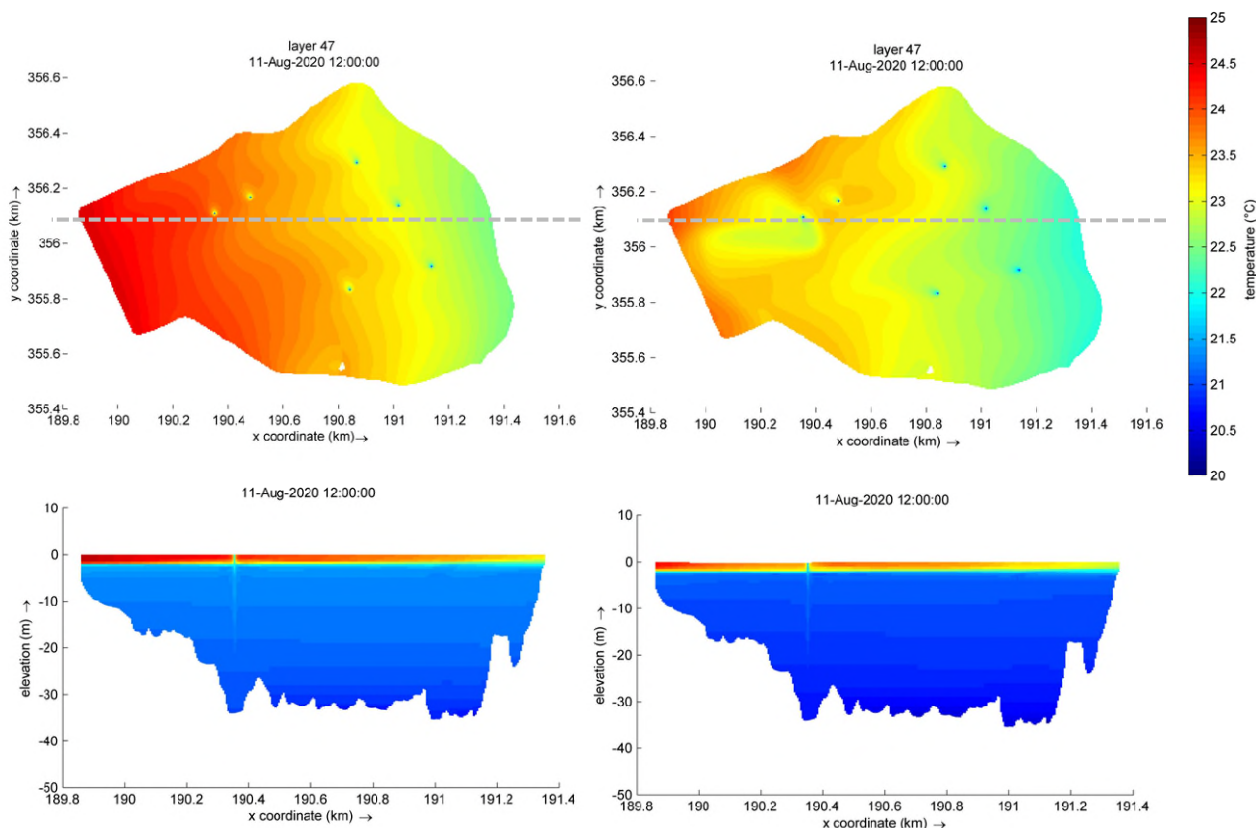 layer 47
11-Aug-2020 12:00:00
356.6
356.4
356.2
356
355.8
355.6
355.4
y coordinate (km)→
189.8 190 190.2 190.4 190.6 190.8 191 191.2 191.4 191.6
x coordinate (km)→
layer 47
11-Aug-2020 12:00:00
356.6
356.4
356.2
356
355.8
355.6
355.4
y coordinate (km)→
189.8 190 190.2 190.4 190.6 190.8 191 191.2 191.4 191.6
x coordinate (km) →
25
24.5
24
23.5
23
22.5
22
21.5
21
20.5
20
temperature (°C)
11-Aug-2020 12:00:00
10
0
-10
-20
-30
-40
-50
elevation (m) →
189.8 190 190.2 190.4 190.6 190.8 191 191.2 191.4
x coordinate (km) →
11-Aug-2020 12:00:00
10
0
-10
-20
-30
-40
-50
elevation (m) →
189.8 190 190.2 190.4 190.6 190.8 191 191.2 191.4
x coordinate (km) →